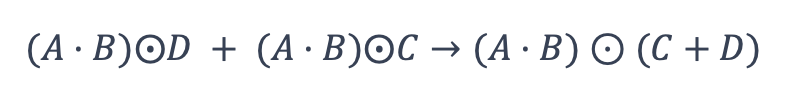 (A · B)⊙D + (A · B)⊙C → (A · B) ⊙ (C + D)